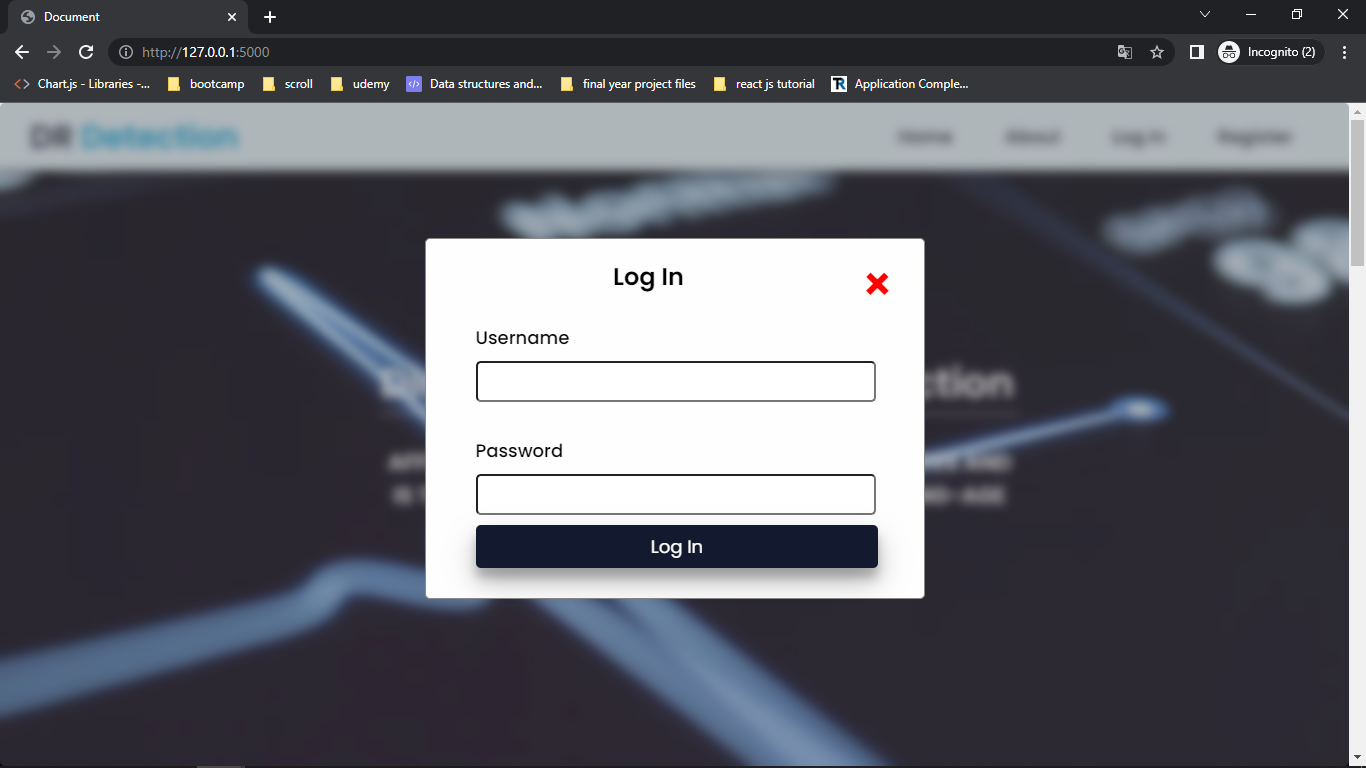 Document
http://127.0.0.1:5000
Incognito (2)
Chart.js - Libraries -... bootcamp scroll udemy Data structures and... final year project files react js tutorial Application Comple...
DR Detection
Home About Log In Register
Log In
Username
ction
Password
AND
IS
Log In